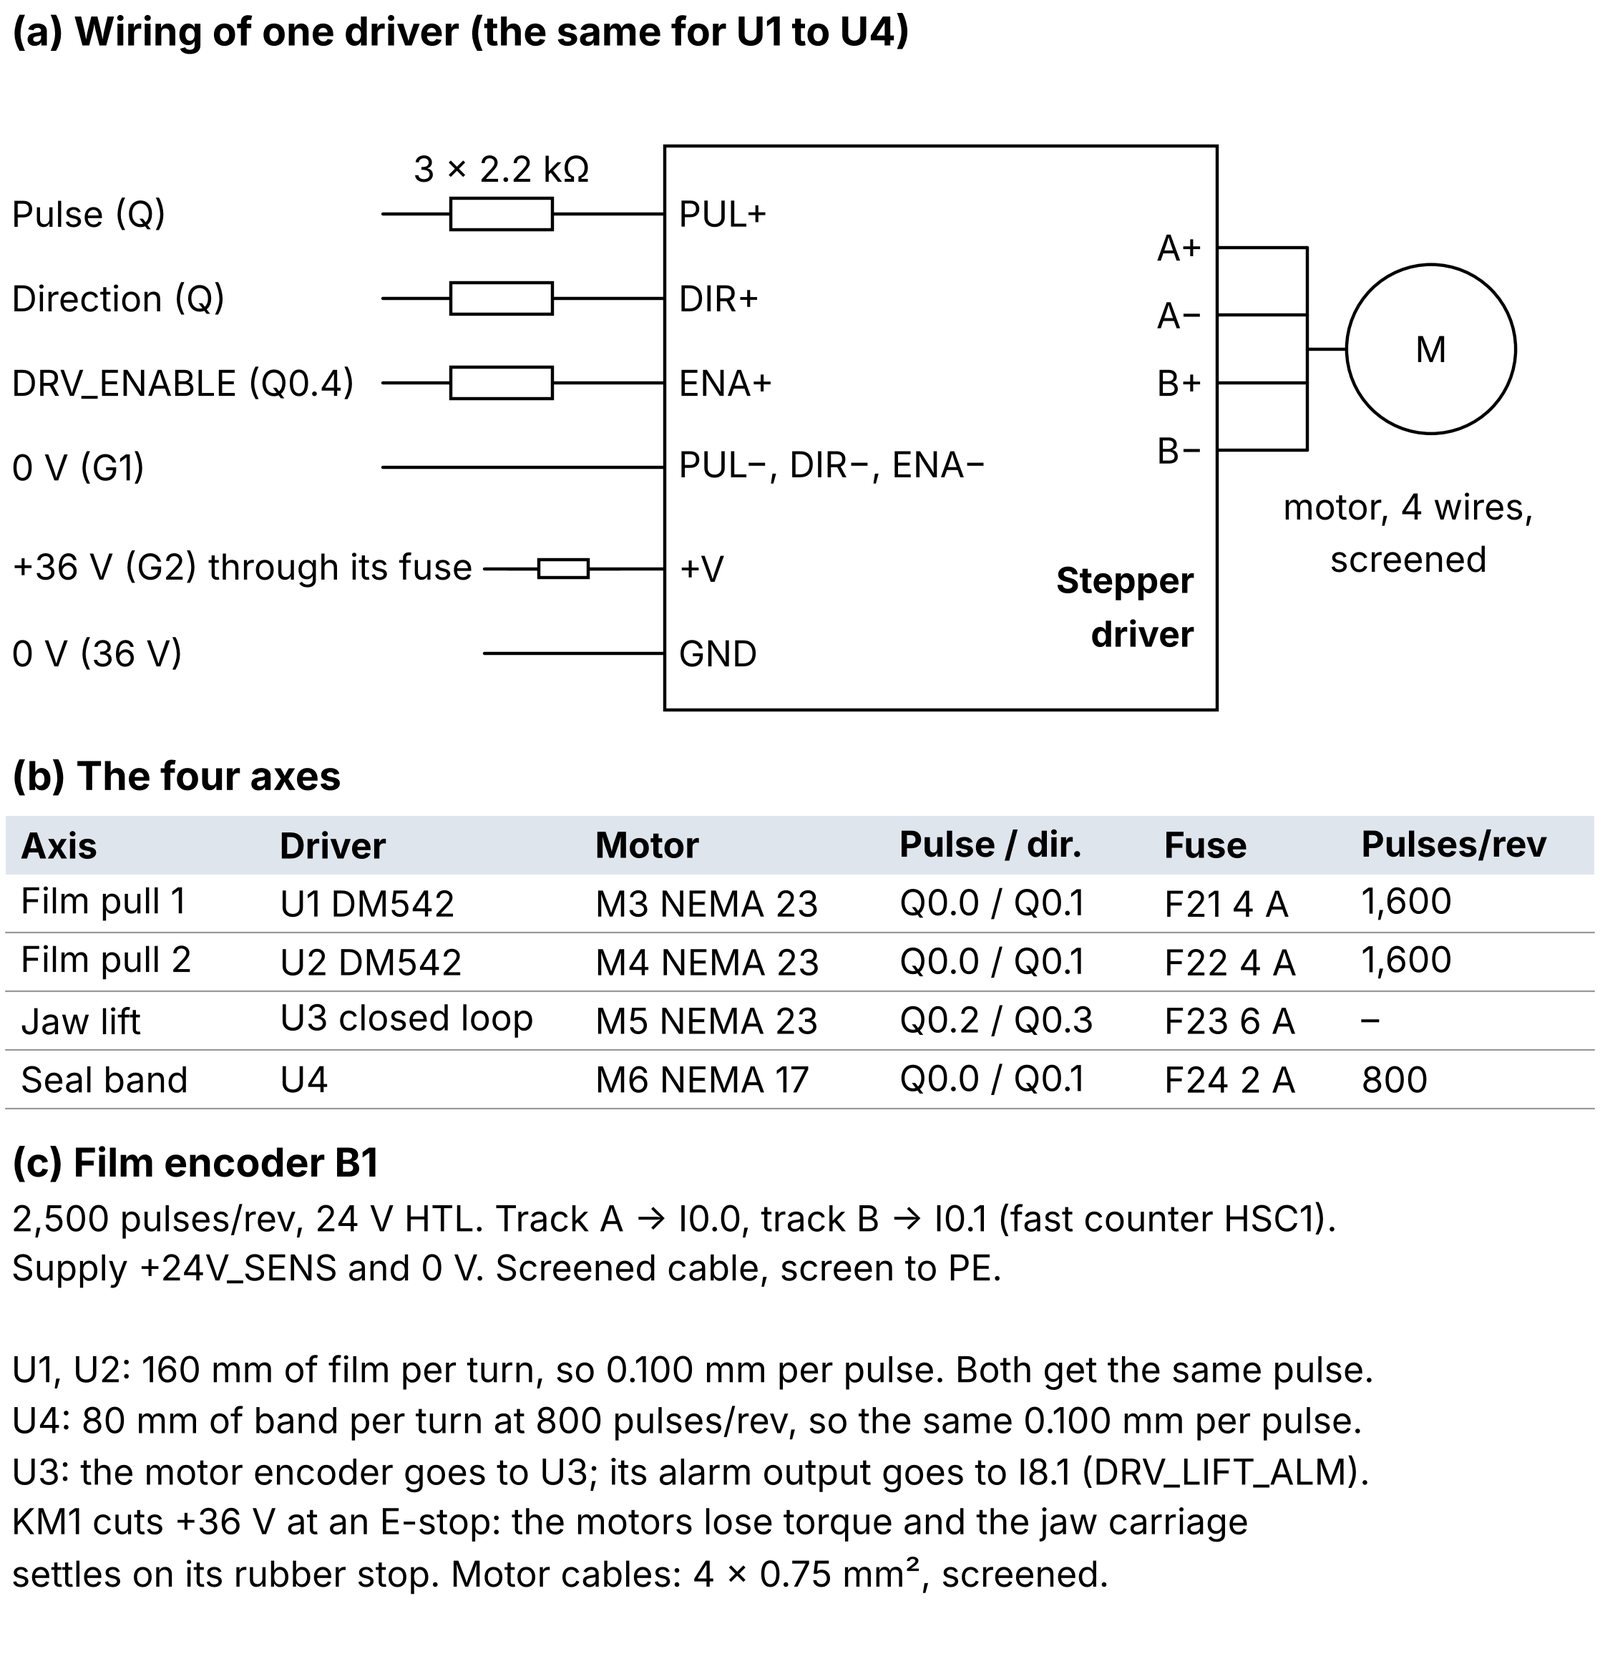 (a) Wiring of one driver (the same for U1 to U4)
3 × 2.2 kΩ
Pulse (Q)
PUL+
Direction (Q)
DIR+
DRV_ENABLE (Q0.4)
ENA+
0 V (G1)
PUL−, DIR−, ENA−
+36 V (G2) through its fuse
+V
0 V (36 V)
GND
A+
A−
B+
B−
M
motor, 4 wires,
screened
Stepper
driver
(b) The four axes
Axis Driver Motor Pulse / dir. Fuse Pulses/rev
Film pull 1 U1 DM542 M3 NEMA 23 Q0.0 / Q0.1 F21 4 A 1,600
Film pull 2 U2 DM542 M4 NEMA 23 Q0.0 / Q0.1 F22 4 A 1,600
Jaw lift U3 closed loop M5 NEMA 23 Q0.2 / Q0.3 F23 6 A –
Seal band U4 M6 NEMA 17 Q0.0 / Q0.1 F24 2 A 800
(c) Film encoder B1
2,500 pulses/rev, 24 V HTL. Track A → I0.0, track B → I0.1 (fast counter HSC1).
Supply +24V_SENS and 0 V. Screened cable, screen to PE.
U1, U2: 160 mm of film per turn, so 0.100 mm per pulse. Both get the same pulse.
U4: 80 mm of band per turn at 800 pulses/rev, so the same 0.100 mm per pulse.
U3: the motor encoder goes to U3; its alarm output goes to I8.1 (DRV_LIFT_ALM).
KM1 cuts +36 V at an E-stop: the motors lose torque and the jaw carriage
settles on its rubber stop. Motor cables: 4 × 0.75 mm², screened.